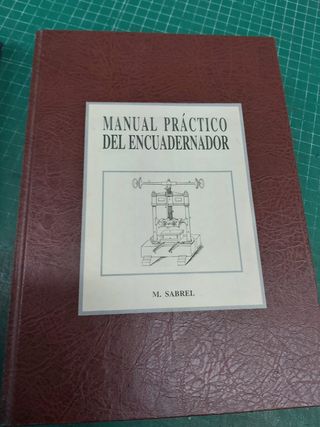 MANUAL PRÁCTICO
DEL ENCUADERNADOR
M. SABREL